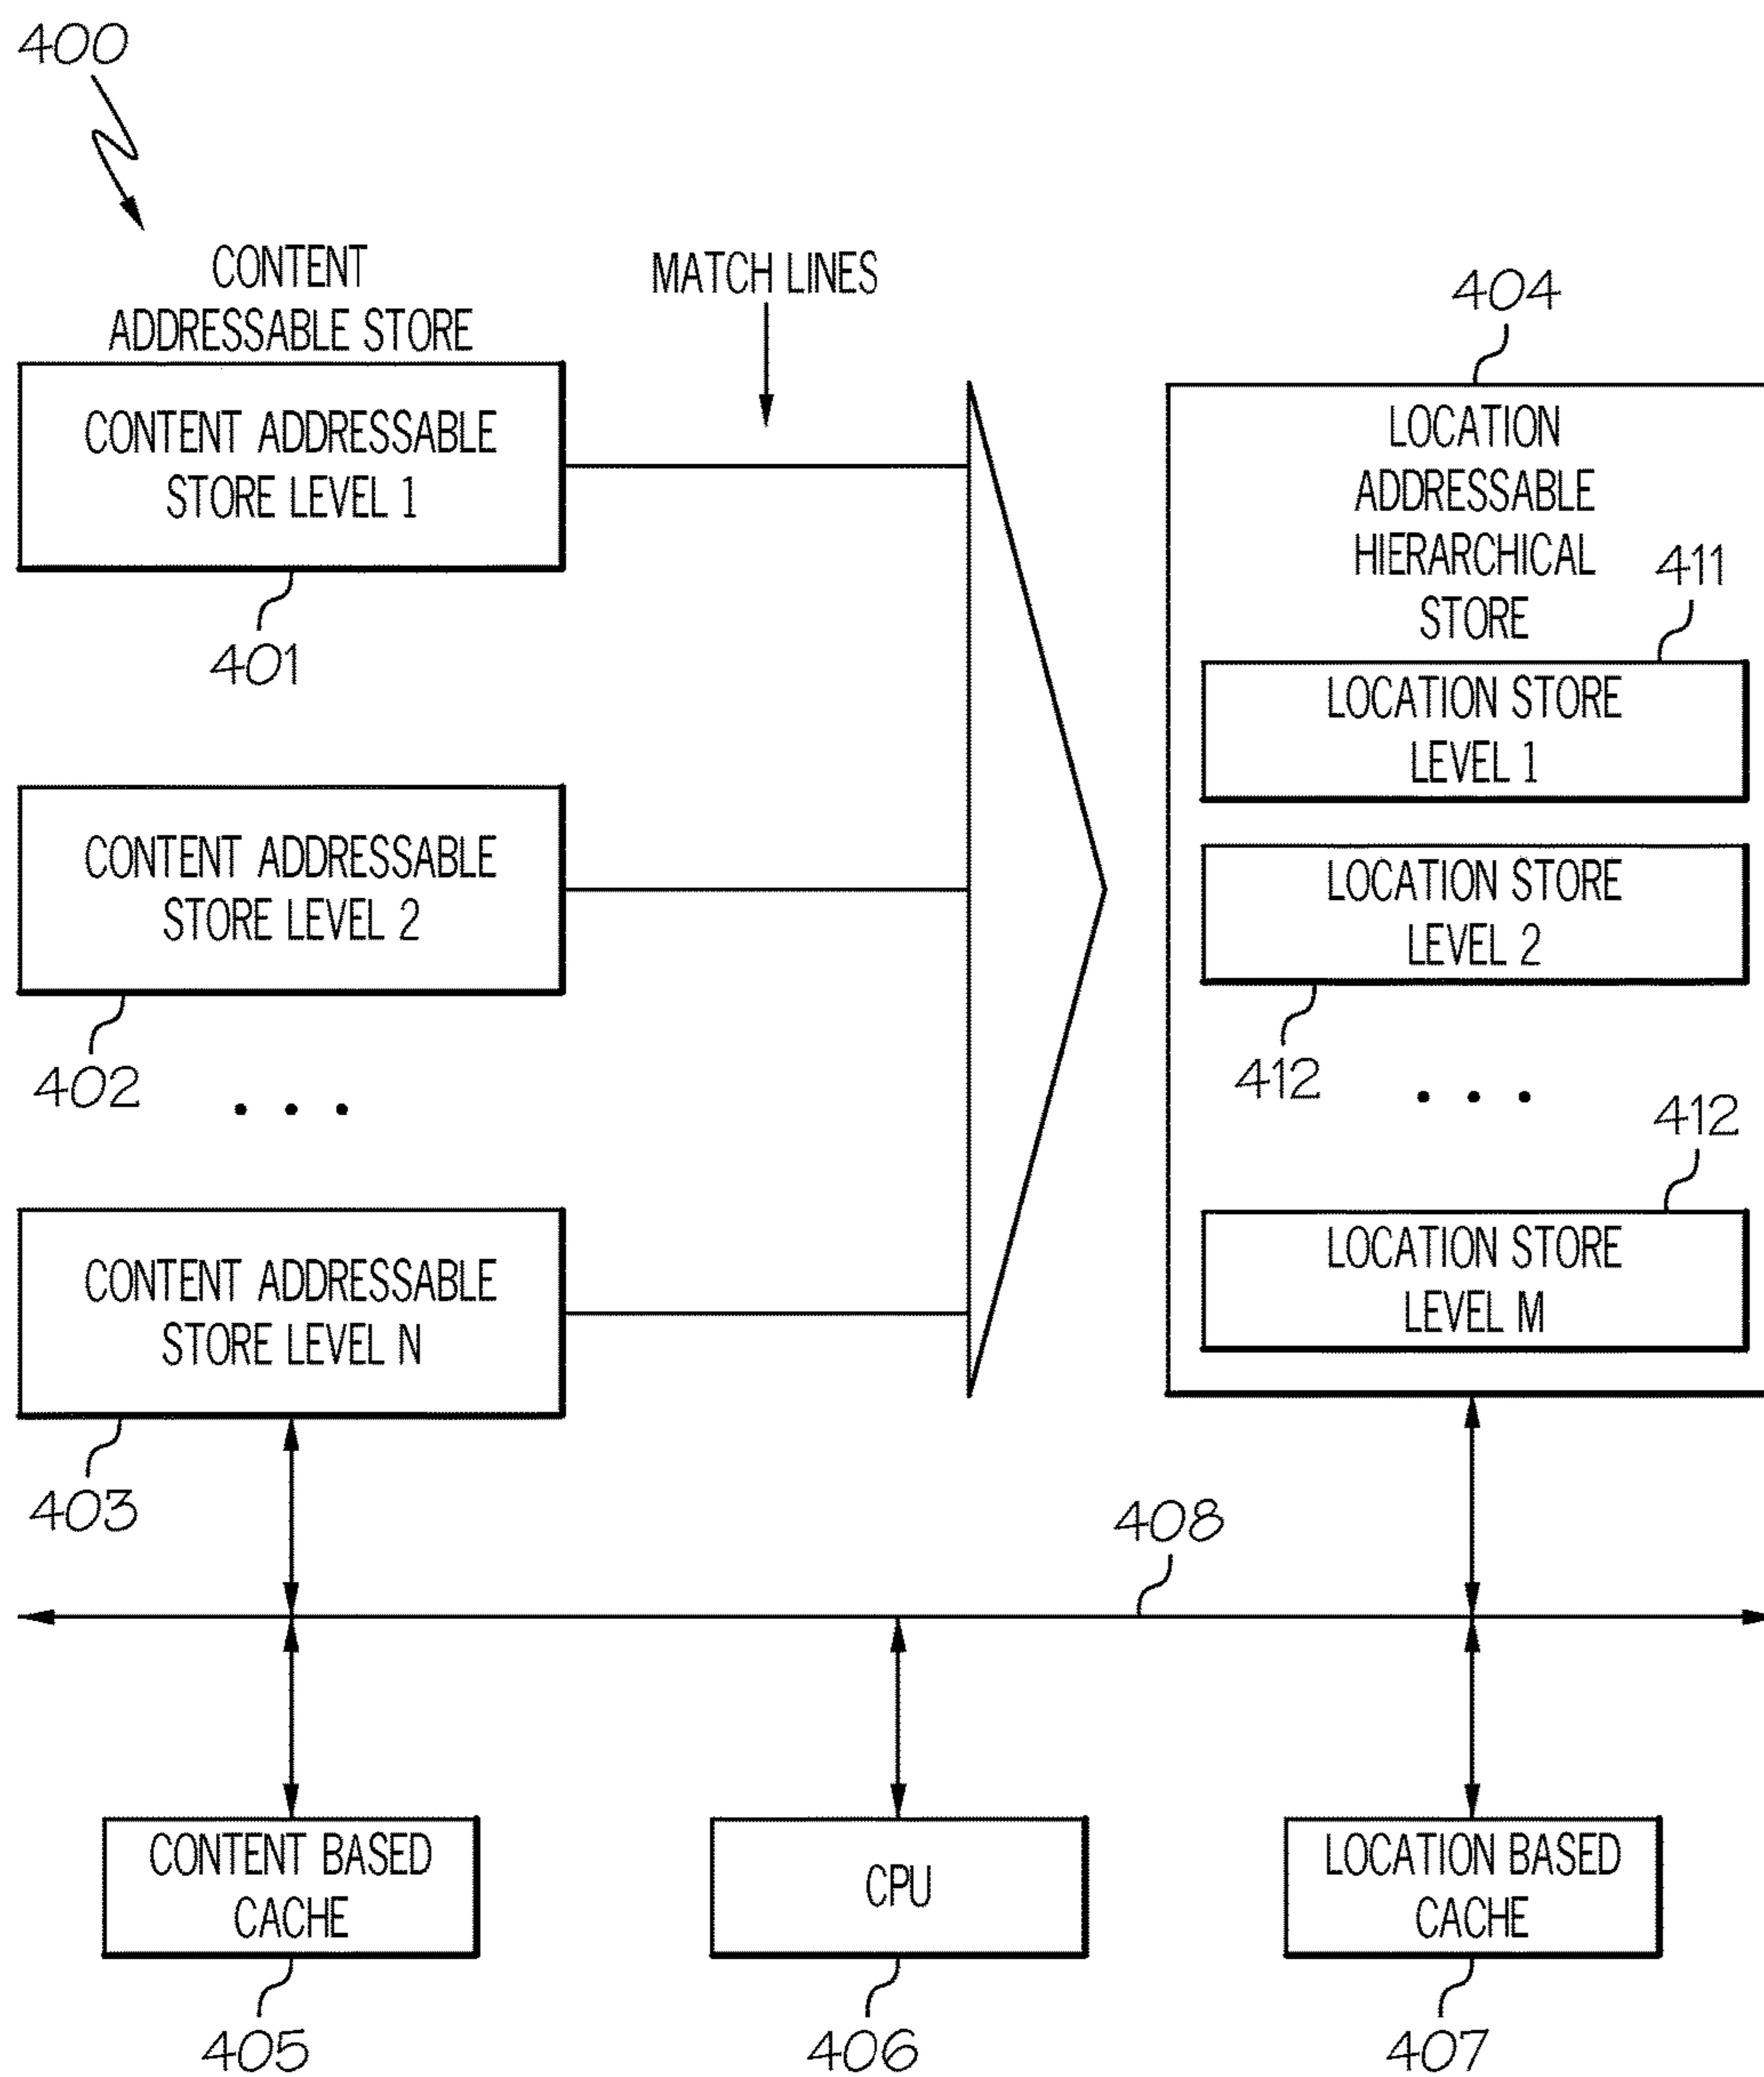 400
CONTENT
ADDRESSABLE STORE
MATCH LINES
CONTENT ADDRESSABLE
STORE LEVEL 1
401
CONTENT ADDRESSABLE
STORE LEVEL 2
402
CONTENT ADDRESSABLE
STORE LEVEL N
403
404
LOCATION
ADDRESSABLE
HIERARCHICAL
STORE
411
LOCATION STORE
LEVEL 1
LOCATION STORE
LEVEL 2
412
412
LOCATION STORE
LEVEL M
408
CONTENT BASED
CACHE
405
CPU
406
LOCATION BASED
CACHE
407